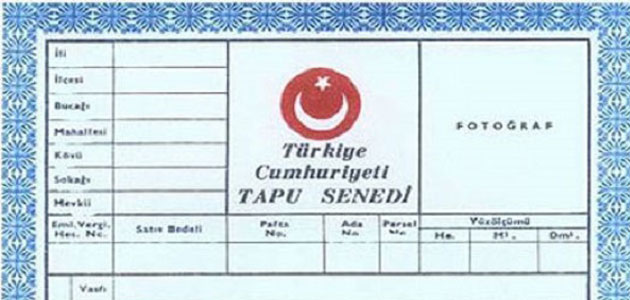 İli
İlçesi
Bucağı
Mahallesi
Köyü
Sokağı
Mevkii
Türkiye
Cumhuriyeti
TAPU SENEDİ
FOTOĞRAF
Eml. Vergi.
Hes. No.
Satış Bedeli
Pafta
No.
Ada
No.
Parsel
No.
Yüzölçümü
Ha.
M².
Dm².
Vasfı